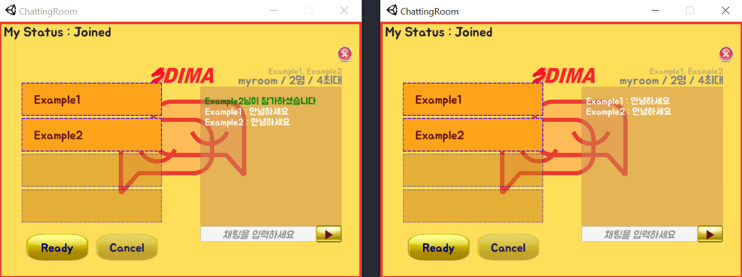 ChattingRoom
My Status : Joined
DIMA
Example1, Example2
myroom / 2명 / 4최대
Example1
Example2
Example2님이 참가하셨습니다
Example1 : 안녕하세요
Example2 : 안녕하세요
채팅을 입력하세요
Ready
Cancel
ChattingRoom
My Status : Joined
DIMA
Example1, Example2
myroom / 2명 / 4최대
Example1
Example2
Example1 : 안녕하세요
Example2 : 안녕하세요
채팅을 입력하세요
Ready
Cancel